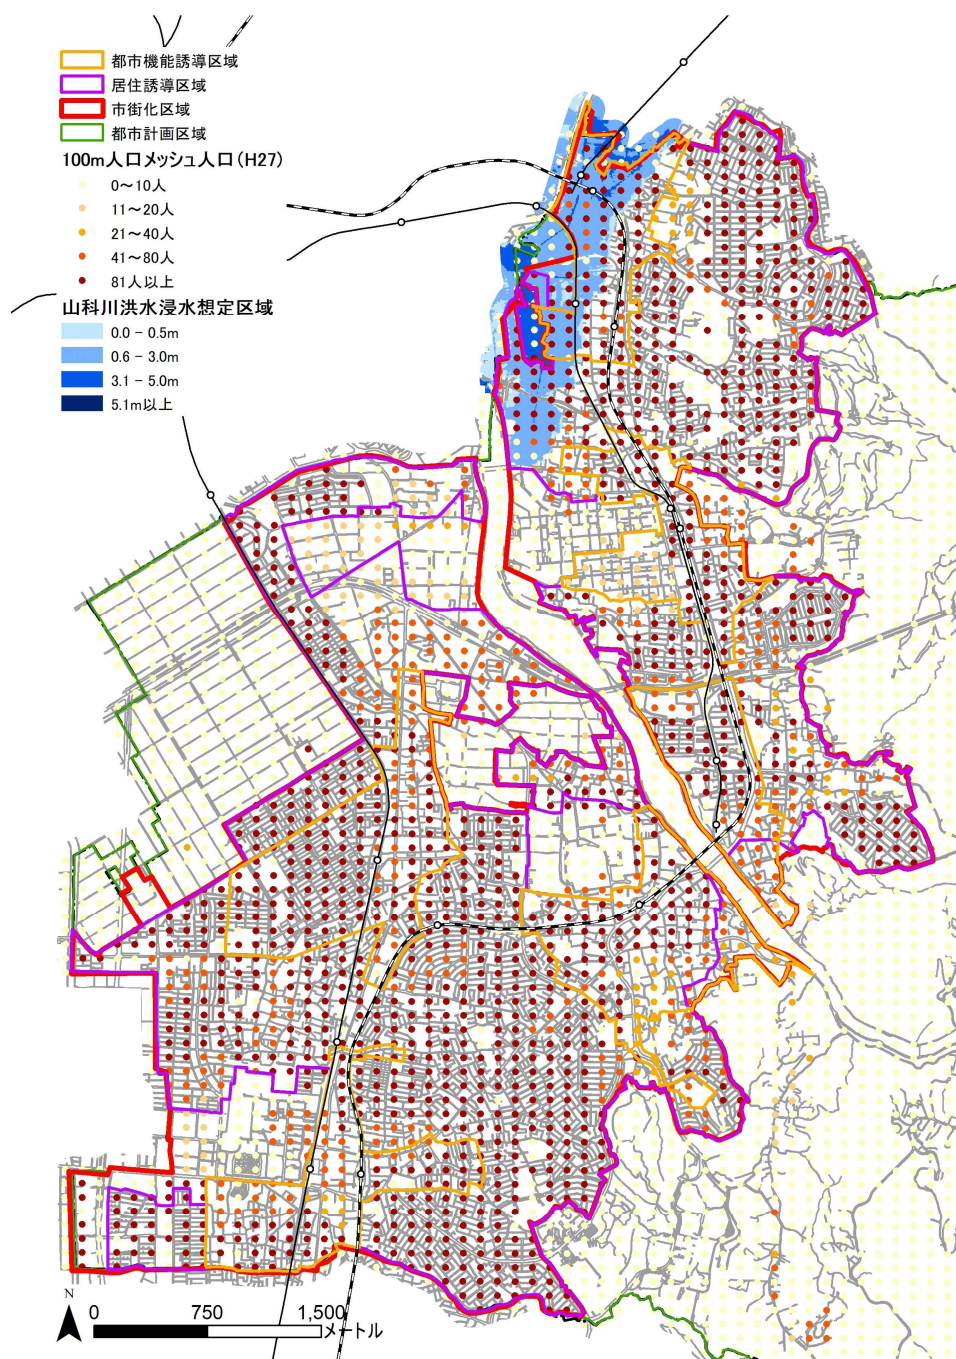 都市機能誘導区域
居住誘導区域
市街化区域
都市計画区域
100m人口メッシュ人口(H27)
0～10人
11～20人
21～40人
41～80人
81人以上
山科川洪水浸水想定区域
0.0 - 0.5m
0.6 - 3.0m
3.1 - 5.0m
5.1m以上
N
0 750 1,500
メートル